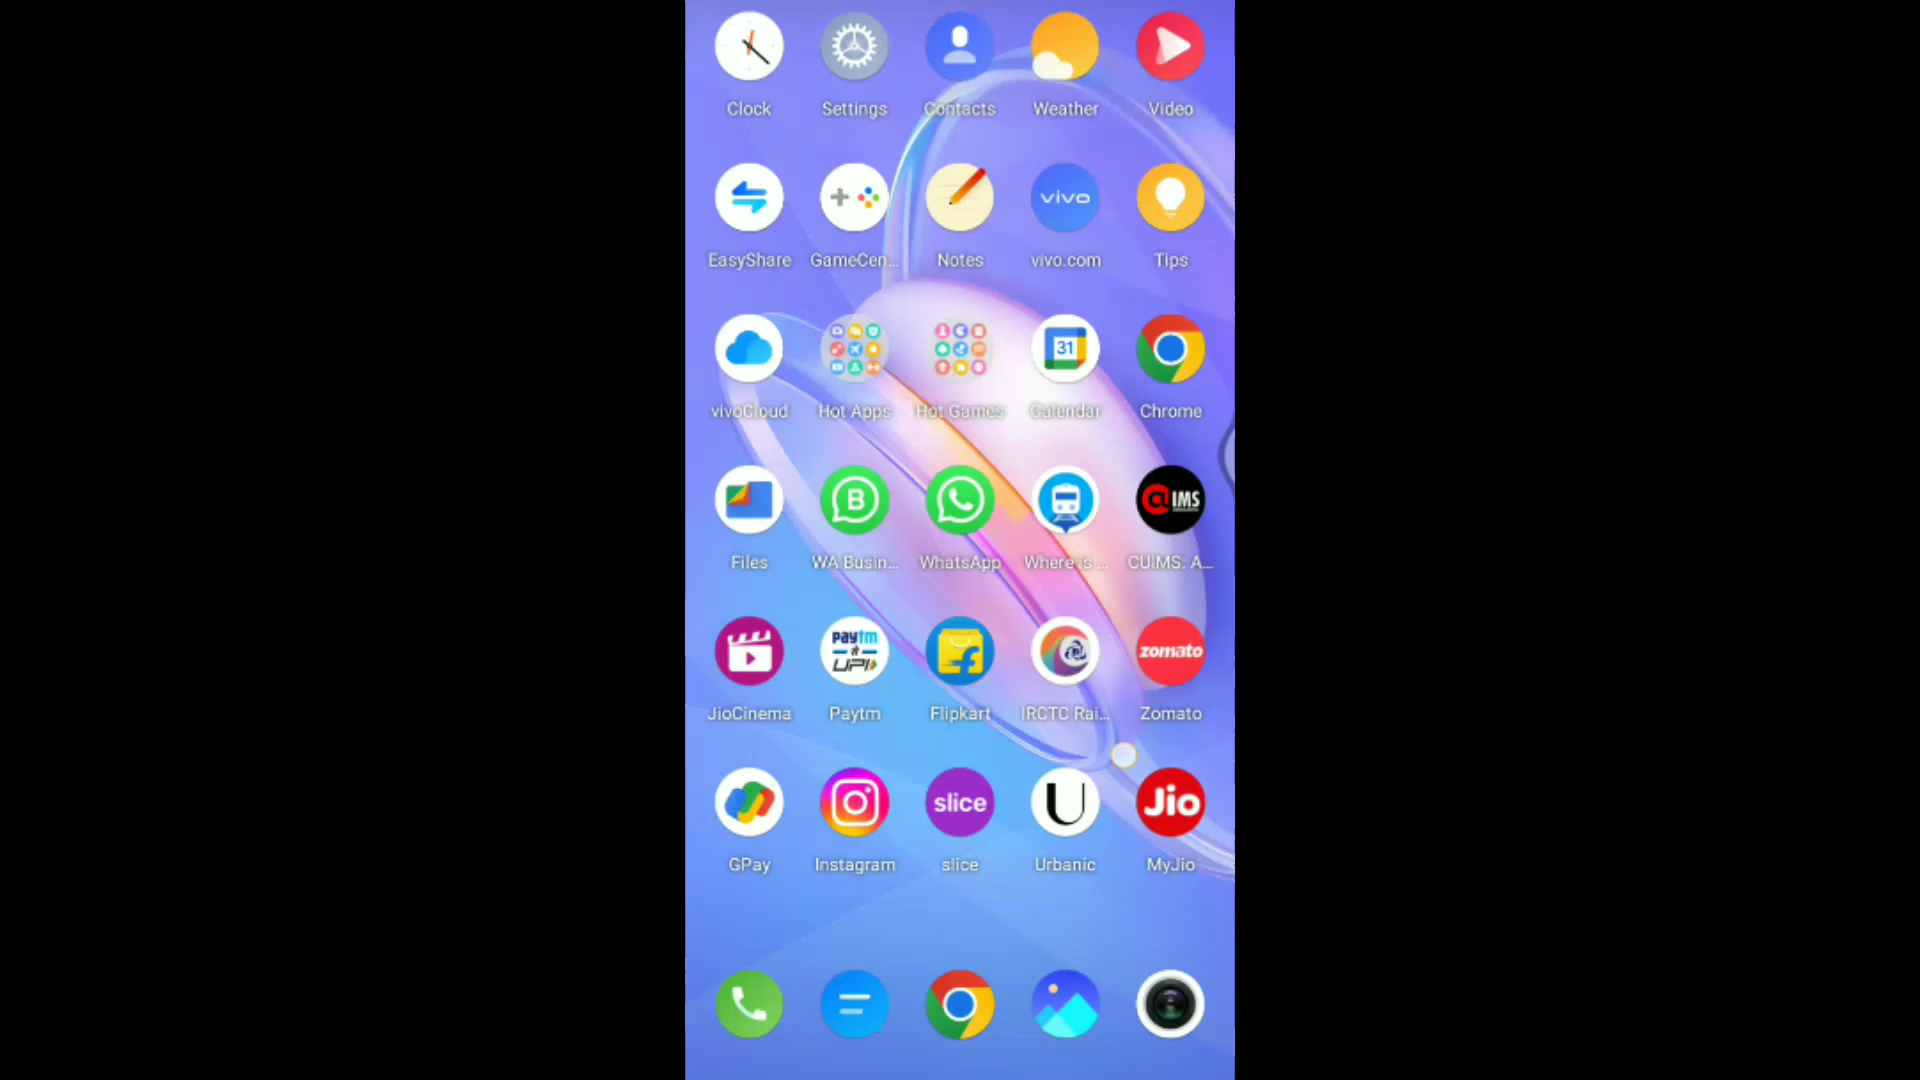 Clock Settings Contacts Weather Video
vivo
EasyShare GameCen... Notes vivo.com Tips
31
vivoCloud Hot Apps Hot Games Calendar Chrome
B @IMS
Files WA Busin... WhatsApp Where is ... CUIMS: A...
paytm UPI zomato
JioCinema Paytm Flipkart IRCTC Rai... Zomato
slice U Jio
GPay Instagram slice Urbanic MyJio